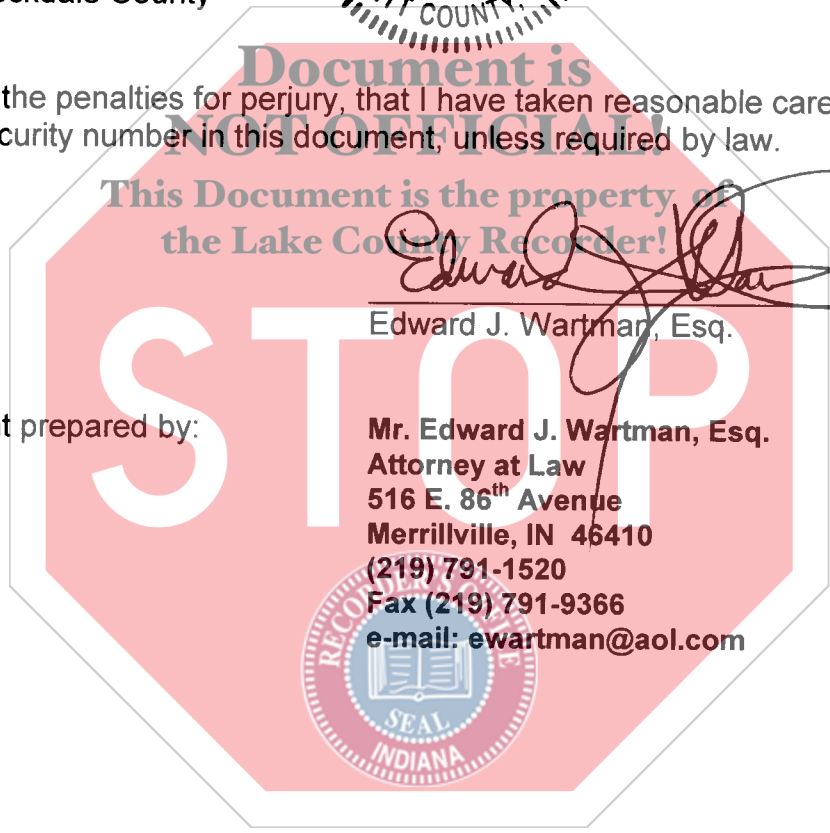 County
COUNTY,
Document is
the penalties for perjury, that I have taken reasonable care
NOT OFFICIAL!
curity number in this document, unless required by law.
This Document is the property of
the Lake County Recorder!
Edward J. Wartman, Esq.
STOP
t prepared by:
Mr. Edward J. Wartman, Esq.
Attorney at Law
516 E. 86th Avenue
Merrillville, IN 46410
(219) 791-1520
Fax (219) 791-9366
e-mail: ewartman@aol.com
RECORDER'S OFFICE
SEAL
INDIANA